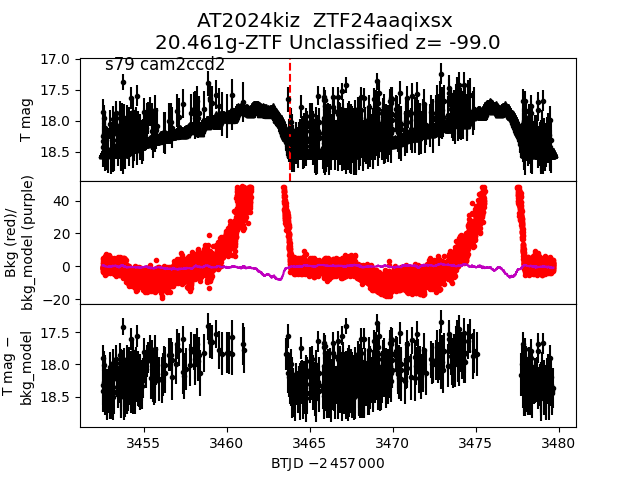 AT2024kiz  ZTF24aaqixsx
20.461g-ZTF Unclassified z= -99.0
s79 cam2ccd2
T mag
17.0
17.5
18.0
18.5
Bkg (red)/
bkg_model (purple)
40
20
0
−20
T mag −
bkg_model
17.5
18.0
18.5
3455
3460
3465
3470
3475
3480
BTJD −2 457 000